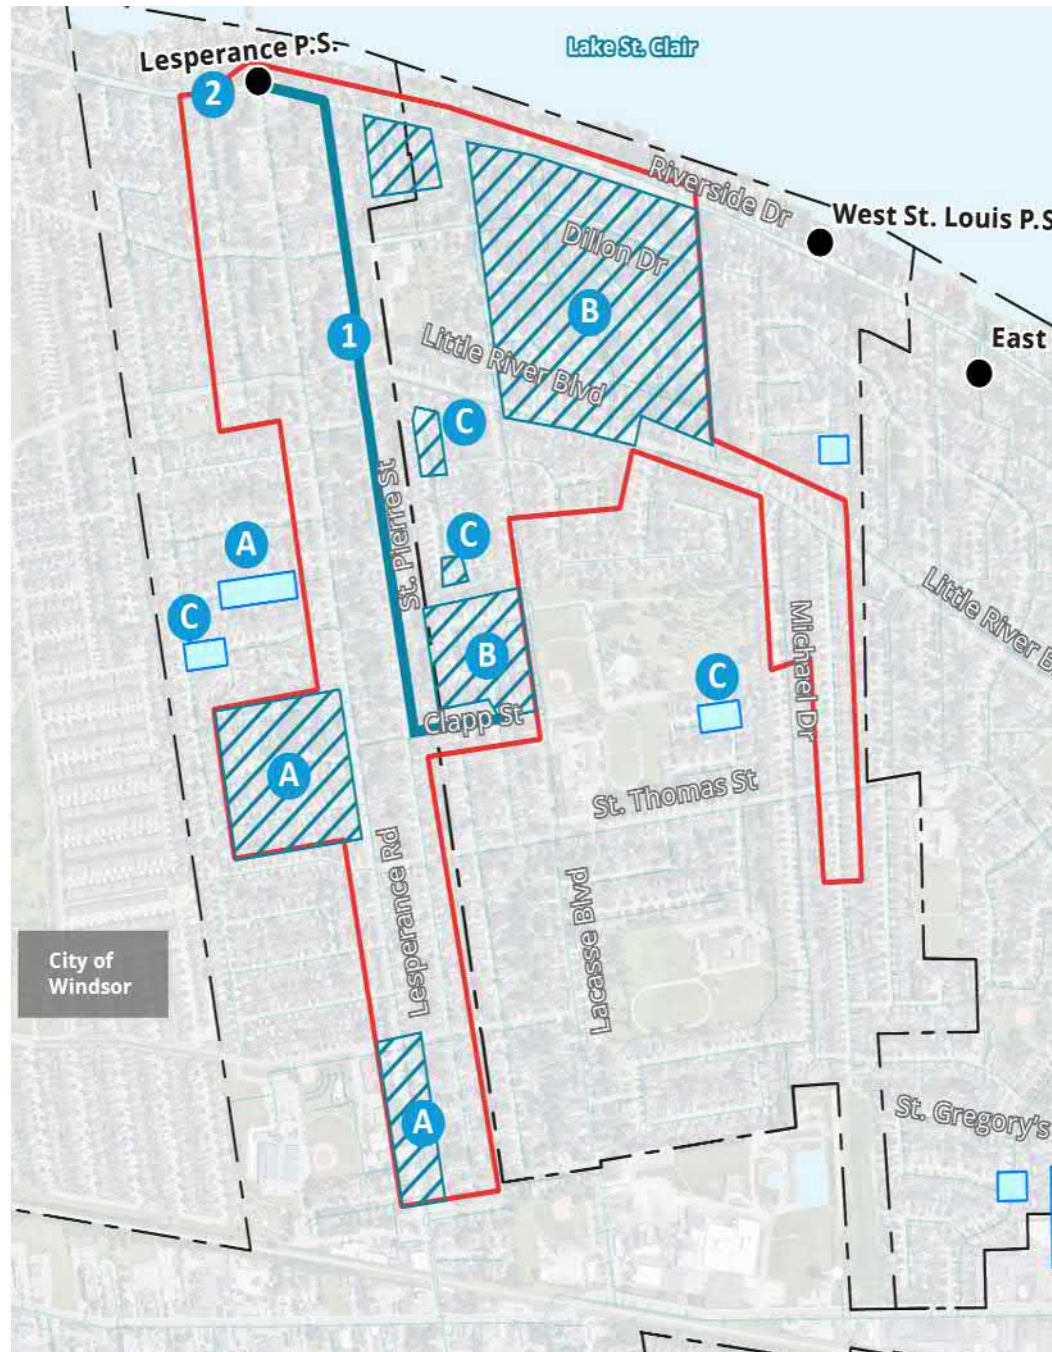 Lake St. Clair
Lesperance P.S.
2
Riverside Dr
West St. Louis P.S
Dillon Dr
B
1
East
Little River Blvd
C
St. Pierre St
A
C
Little River B
C
Michael Dr
B
C
Clapp St
A
St. Thomas St
Lesperance Rd
Lacasse Blvd
City of
Windsor
A
St. Gregory's